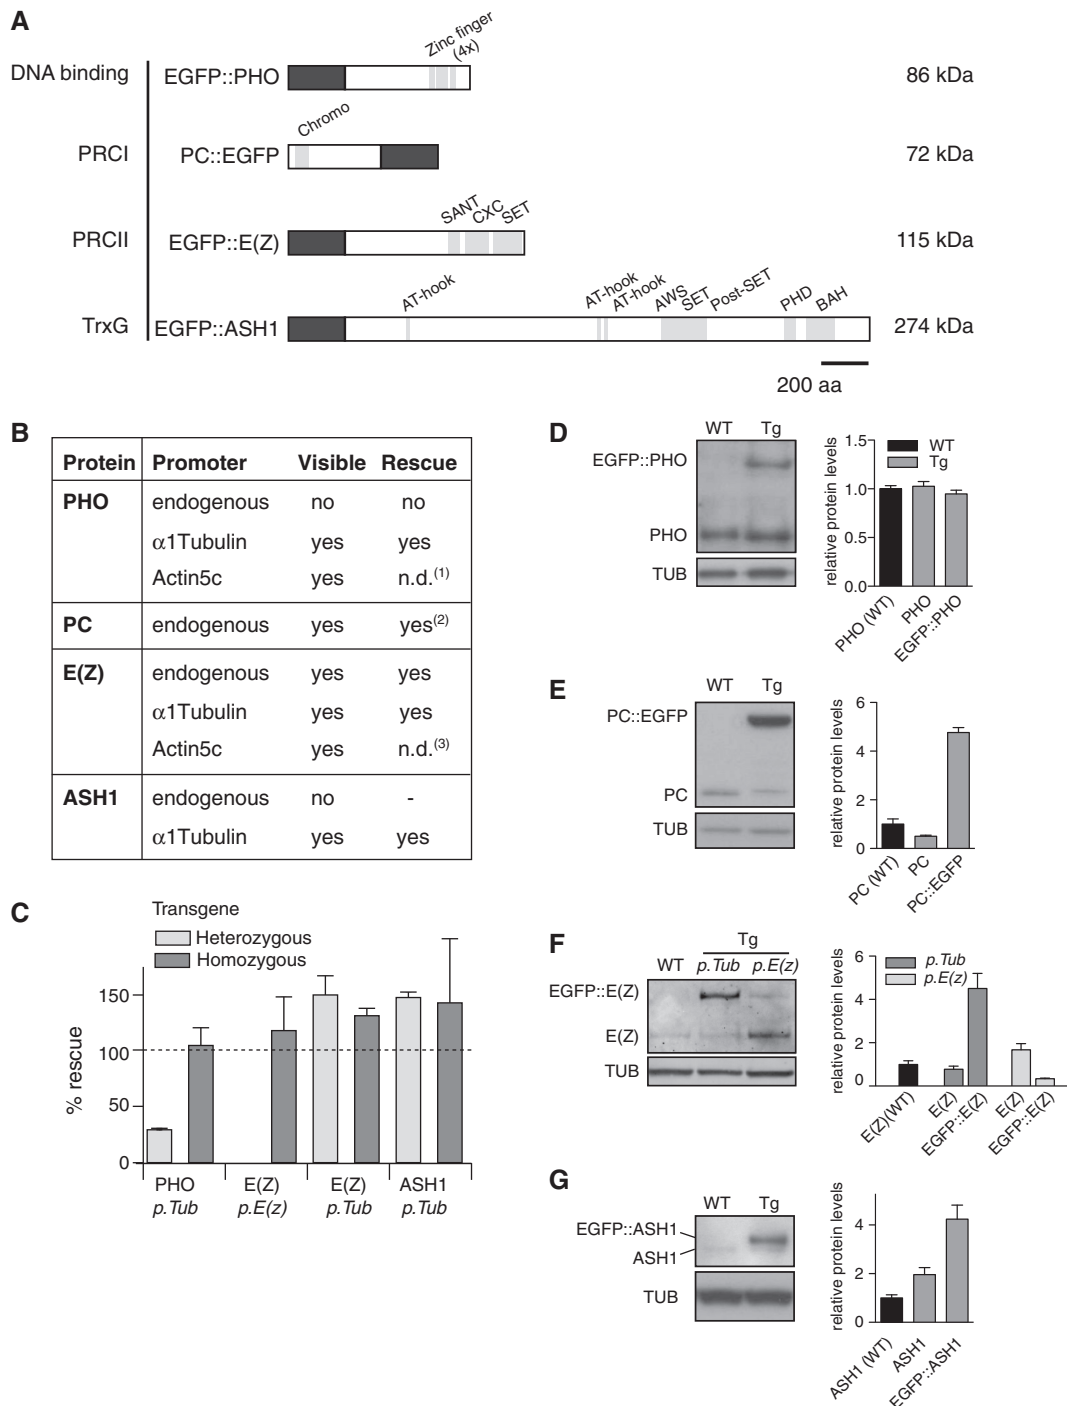 A
Zinc finger
(4x)
DNA binding
EGFP::PHO
86 kDa
Chromo
PRCI
PC::EGFP
72 kDa
SANT
CXC
SET
PRCII
EGFP::E(Z)
115 kDa
AT-hook
AT-hook
AT-hook
AWS
SET
Post-SET
PHD
BAH
TrxG
EGFP::ASH1
274 kDa
200 aa
B
Protein Promoter Visible Rescue
PHO endogenous no no
α1Tubulin yes yes
Actin5c yes n.d.(1)
PC endogenous yes yes(2)
E(Z) endogenous yes yes
α1Tubulin yes yes
Actin5c yes n.d.(3)
ASH1 endogenous no -
α1Tubulin yes yes
C
Transgene
Heterozygous
Homozygous
% rescue
150
100
50
0
PHO
p.Tub
E(Z)
p.E(z)
E(Z)
p.Tub
ASH1
p.Tub
D
WT Tg
EGFP::PHO
PHO
TUB
relative protein levels
1.5
1.0
0.5
0.0
WT
Tg
PHO (WT)
PHO
EGFP::PHO
E
WT Tg
PC::EGFP
PC
TUB
relative protein levels
6
4
2
0
PC (WT)
PC
PC::EGFP
F
Tg
WT p.Tub p.E(z)
EGFP::E(Z)
E(Z)
TUB
relative protein levels
6
4
2
0
p.Tub
p.E(z)
E(Z)(WT)
E(Z)
EGFP::E(Z)
E(Z)
EGFP::E(Z)
G
WT Tg
EGFP::ASH1
ASH1
TUB
relative protein levels
4
2
0
ASH1 (WT)
ASH1
EGFP::ASH1